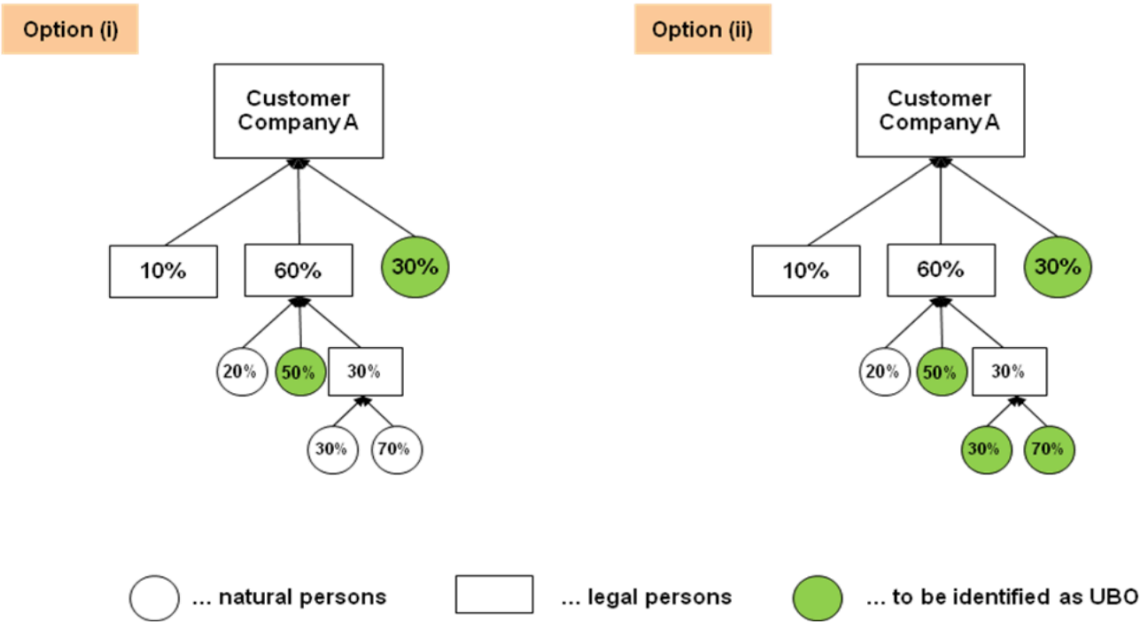 Option (i)
Customer
Company A
10%
60%
30%
20%
50%
30%
30%
70%
Option (ii)
Customer
Company A
10%
60%
30%
20%
50%
30%
30%
70%
... natural persons
... legal persons
... to be identified as UBO